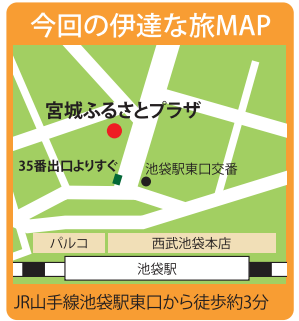 今回の伊達な旅MAP
宮城ふるさとプラザ
35番出口よりすぐ
池袋駅東口交番
パルコ
西武池袋本店
池袋駅
JR山手線池袋駅東口から徒歩約3分